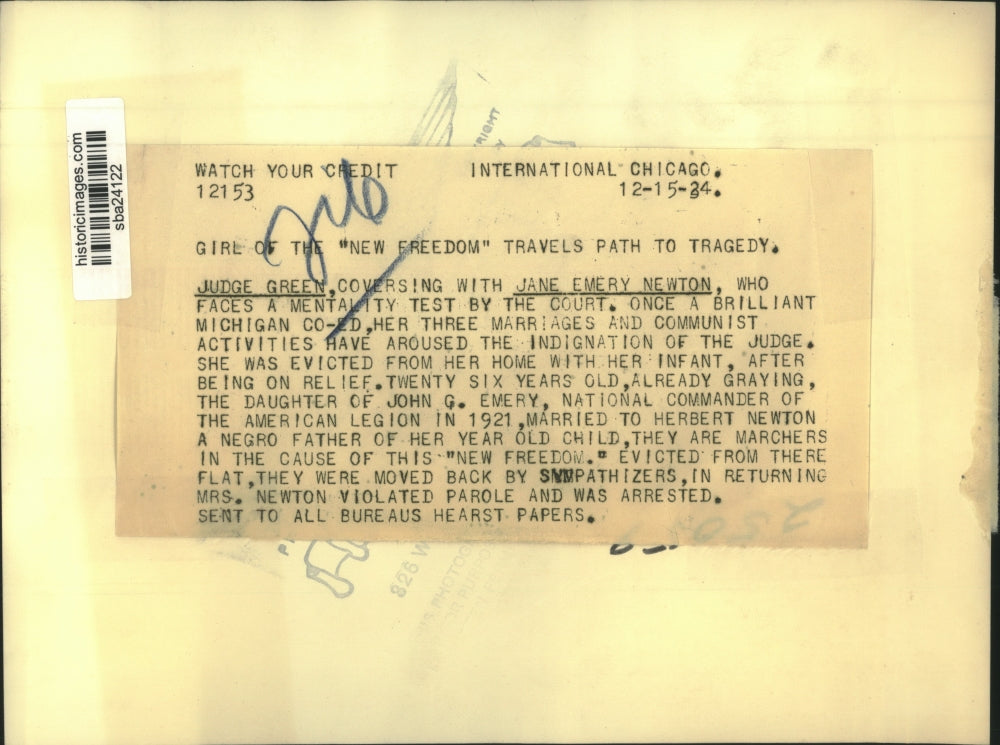 historicimages.com
sba24122
RIGHT
WATCH YOUR CREDIT INTERNATIONAL CHICAGO.
12153 12-15-34.
GIRL OF THE "NEW FREEDOM" TRAVELS PATH TO TRAGEDY.
JUDGE GREEN,COVERSING WITH JANE EMERY NEWTON, WHO
FACES A MENTALITY TEST BY THE COURT. ONCE A BRILLIANT
MICHIGAN CO-ED,HER THREE MARRIAGES AND COMMUNIST
ACTIVITIES HAVE AROUSED THE INDIGNATION OF THE JUDGE.
SHE WAS EVICTED FROM HER HOME WITH HER INFANT, AFTER
BEING ON RELIEF.TWENTY SIX YEARS OLD,ALREADY GRAYING,
THE DAUGHTER OF JOHN G. EMERY, NATIONAL COMMANDER OF
THE AMERICAN LEGION IN 1921,MARRIED TO HERBERT NEWTON
A NEGRO FATHER OF HER YEAR OLD CHILD,THEY ARE MARCHERS
IN THE CAUSE OF THIS "NEW FREEDOM." EVICTED FROM THERE
FLAT,THEY WERE MOVED BACK BY SYMPATHIZERS,IN RETURNING
MRS. NEWTON VIOLATED PAROLE AND WAS ARRESTED.
SENT TO ALL BUREAUS HEARST PAPERS.
826 W